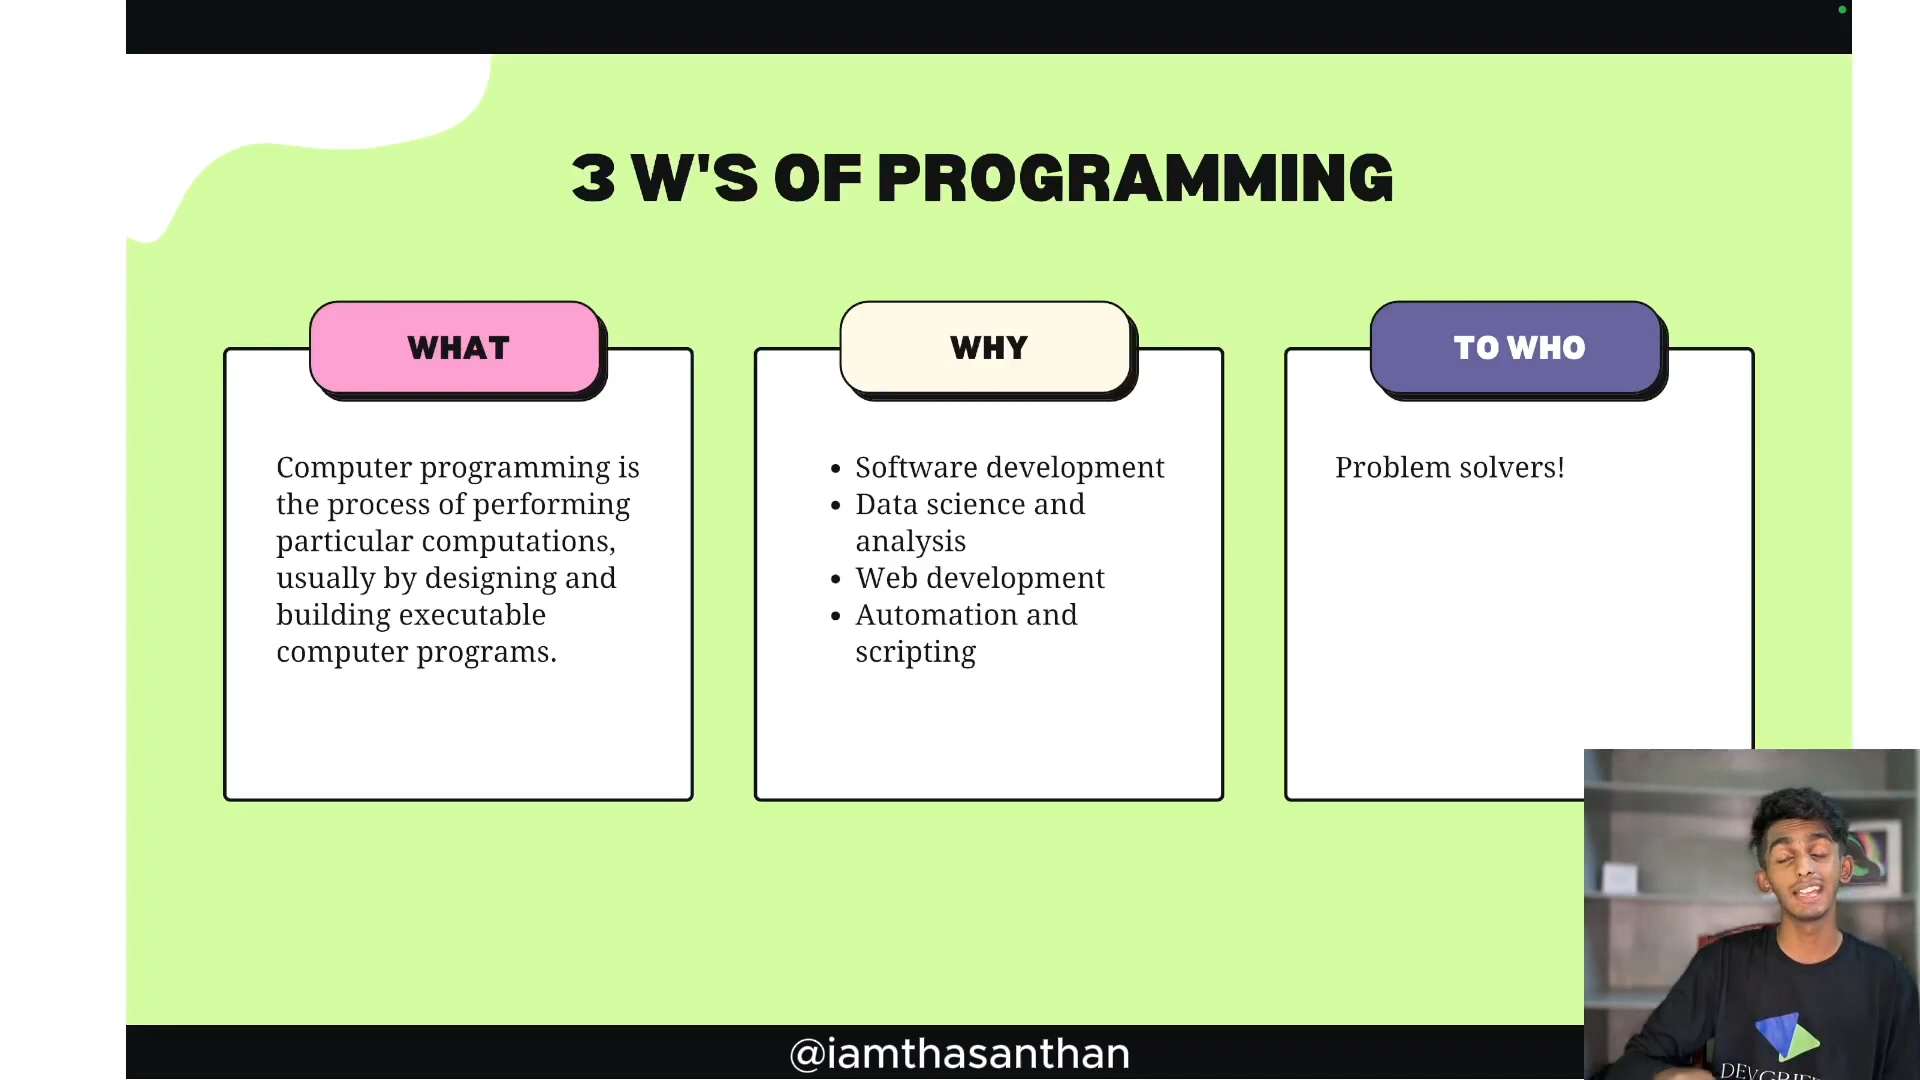 3 W'S OF PROGRAMMING
WHAT
Computer programming is
the process of performing
particular computations,
usually by designing and
building executable
computer programs.
WHY
• Software development
• Data science and
analysis
• Web development
• Automation and
scripting
TO WHO
Problem solvers!
@iamthasanthan